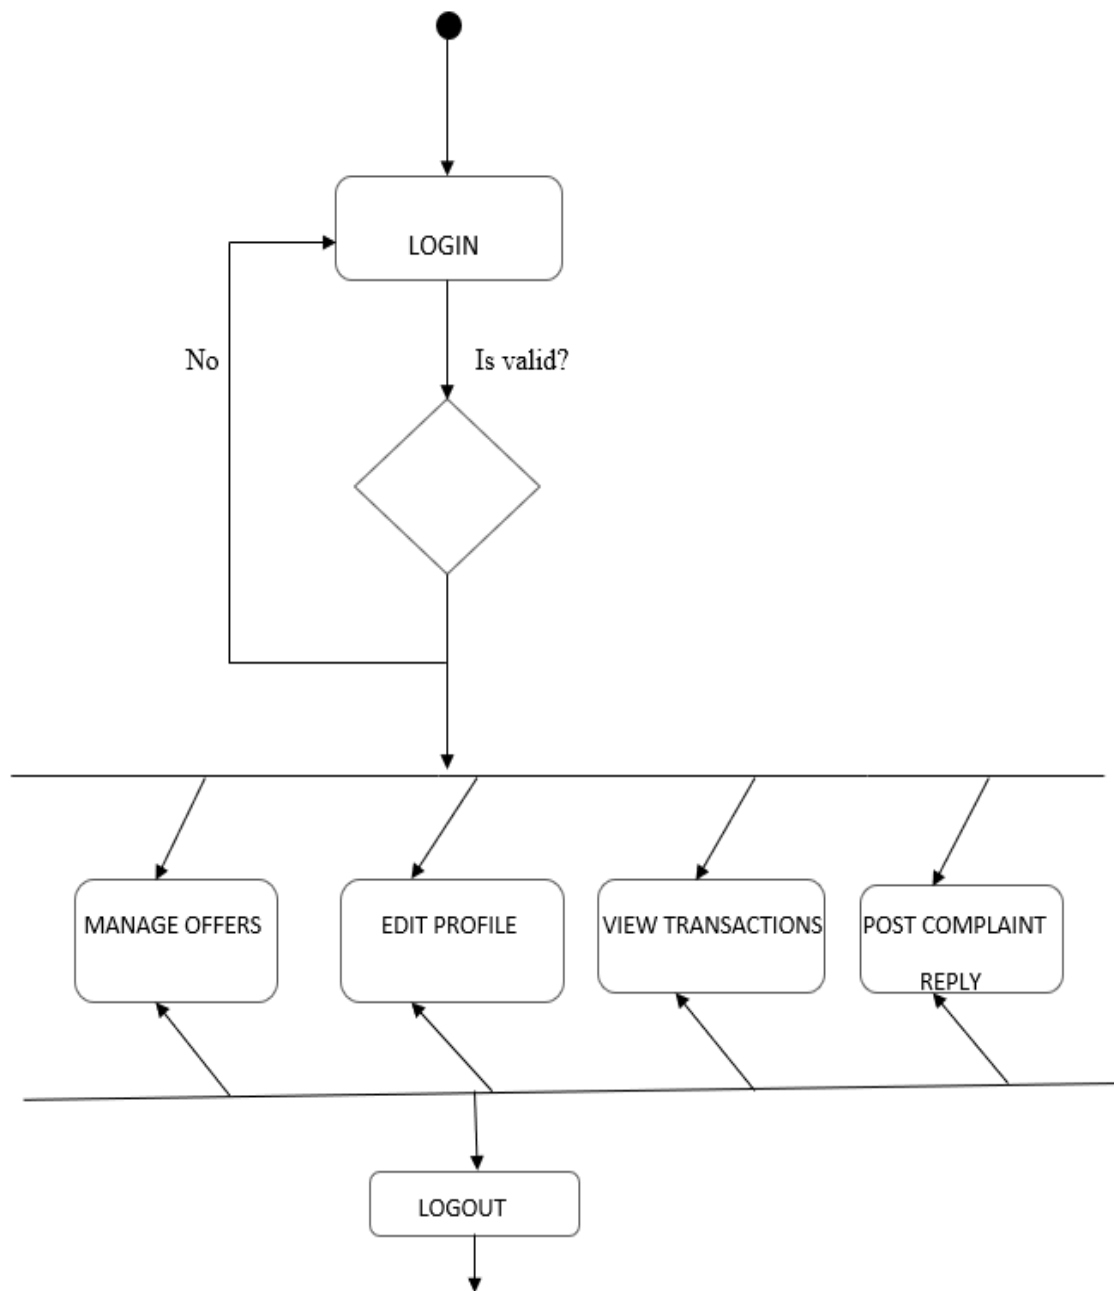 LOGIN
No
Is valid?
MANAGE OFFERS
EDIT PROFILE
VIEW TRANSACTIONS
POST COMPLAINT
REPLY
LOGOUT